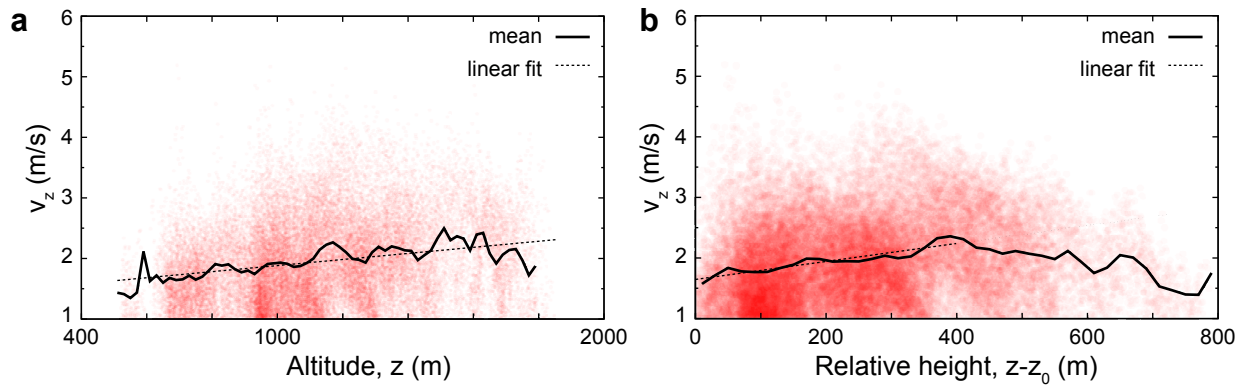 a
mean
linear fit
6
5
4
3
2
1
v_z (m/s)
400
1000
2000
Altitude, z (m)
b
mean
linear fit
6
5
4
3
2
1
v_z (m/s)
0
200
400
600
800
Relative height, z-z_0 (m)